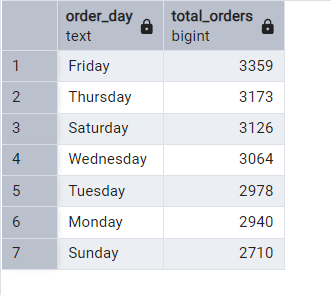 order_day total_orders
text bigint
1 Friday 3359
2 Thursday 3173
3 Saturday 3126
4 Wednesday 3064
5 Tuesday 2978
6 Monday 2940
7 Sunday 2710